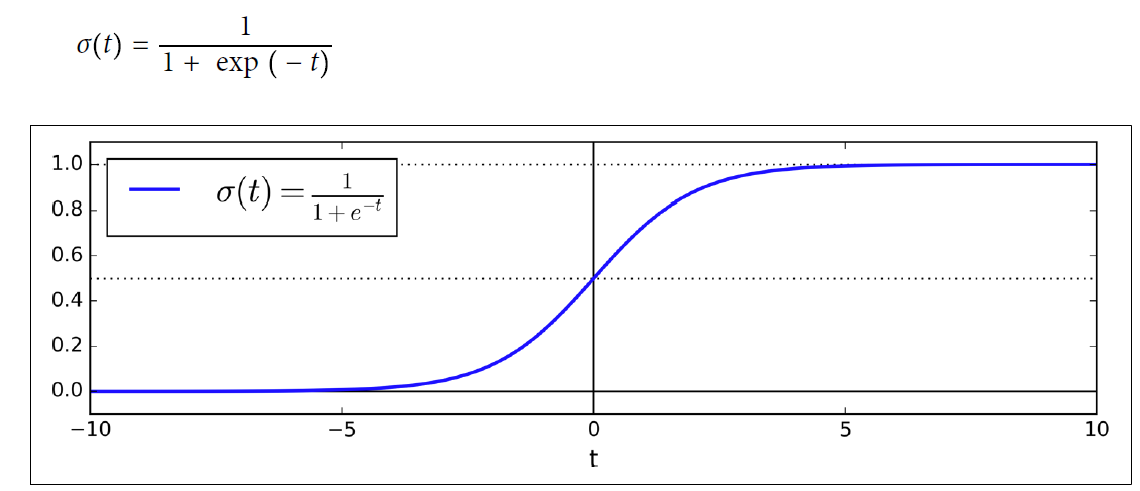 σ(t) = 1 / (1 + exp ( − t))
1.0
σ(t) = 1 / (1 + e^−t)
0.8
0.6
0.4
0.2
0.0
−10 −5 0 5 10
t